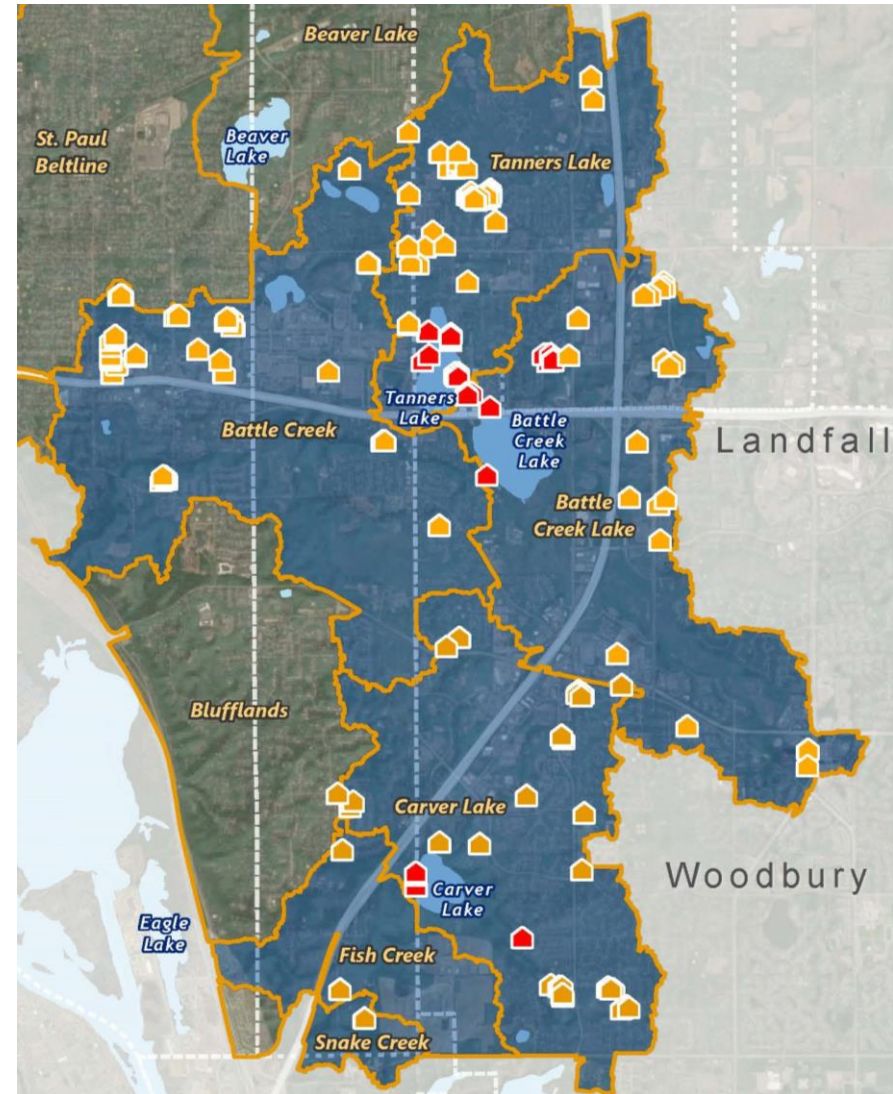 Beaver Lake
St. Paul
Beltline
Beaver
Lake
Tanners Lake
Tanners
Lake
Battle Creek
Battle
Creek
Lake
Landfall
Battle
Creek Lake
Blufflands
Carver Lake
Woodbury
Carver
Lake
Eagle
Lake
Fish Creek
Snake Creek